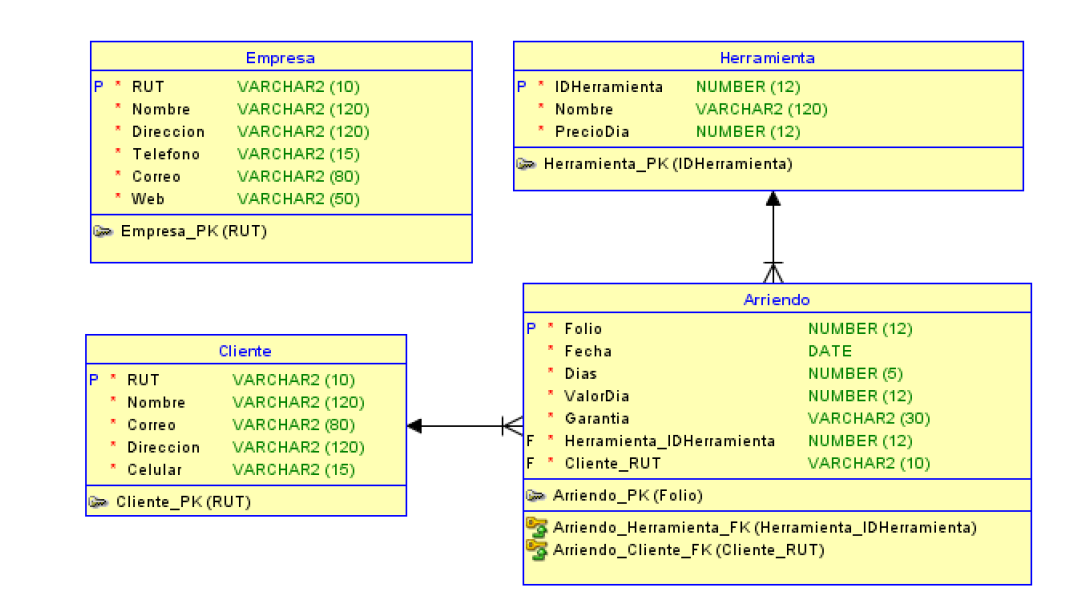 Empresa
P * RUT VARCHAR2 (10)
* Nombre VARCHAR2 (120)
* Direccion VARCHAR2 (120)
* Telefono VARCHAR2 (15)
* Correo VARCHAR2 (80)
* Web VARCHAR2 (50)
Empresa_PK (RUT)
Herramienta
P * IDHerramienta NUMBER (12)
* Nombre VARCHAR2 (120)
* PrecioDia NUMBER (12)
Herramienta_PK (IDHerramienta)
Cliente
P * RUT VARCHAR2 (10)
* Nombre VARCHAR2 (120)
* Correo VARCHAR2 (80)
* Direccion VARCHAR2 (120)
* Celular VARCHAR2 (15)
Cliente_PK (RUT)
Arriendo
P * Folio NUMBER (12)
* Fecha DATE
* Dias NUMBER (5)
* ValorDia NUMBER (12)
* Garantia VARCHAR2 (30)
F * Herramienta_IDHerramienta NUMBER (12)
F * Cliente_RUT VARCHAR2 (10)
Arriendo_PK (Folio)
Arriendo_Herramienta_FK (Herramienta_IDHerramienta)
Arriendo_Cliente_FK (Cliente_RUT)